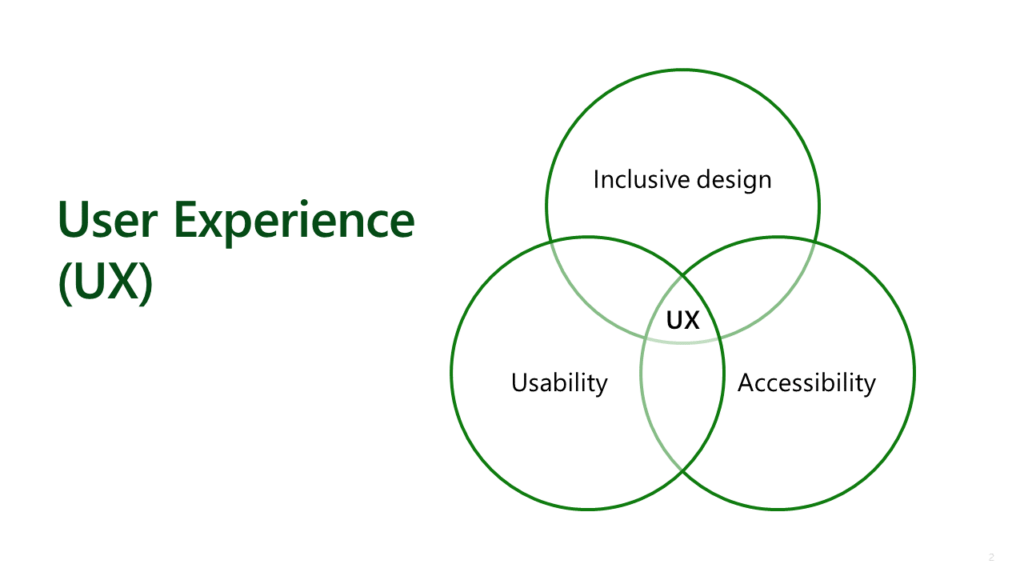 User Experience
(UX)
Inclusive design
UX
Usability
Accessibility
2